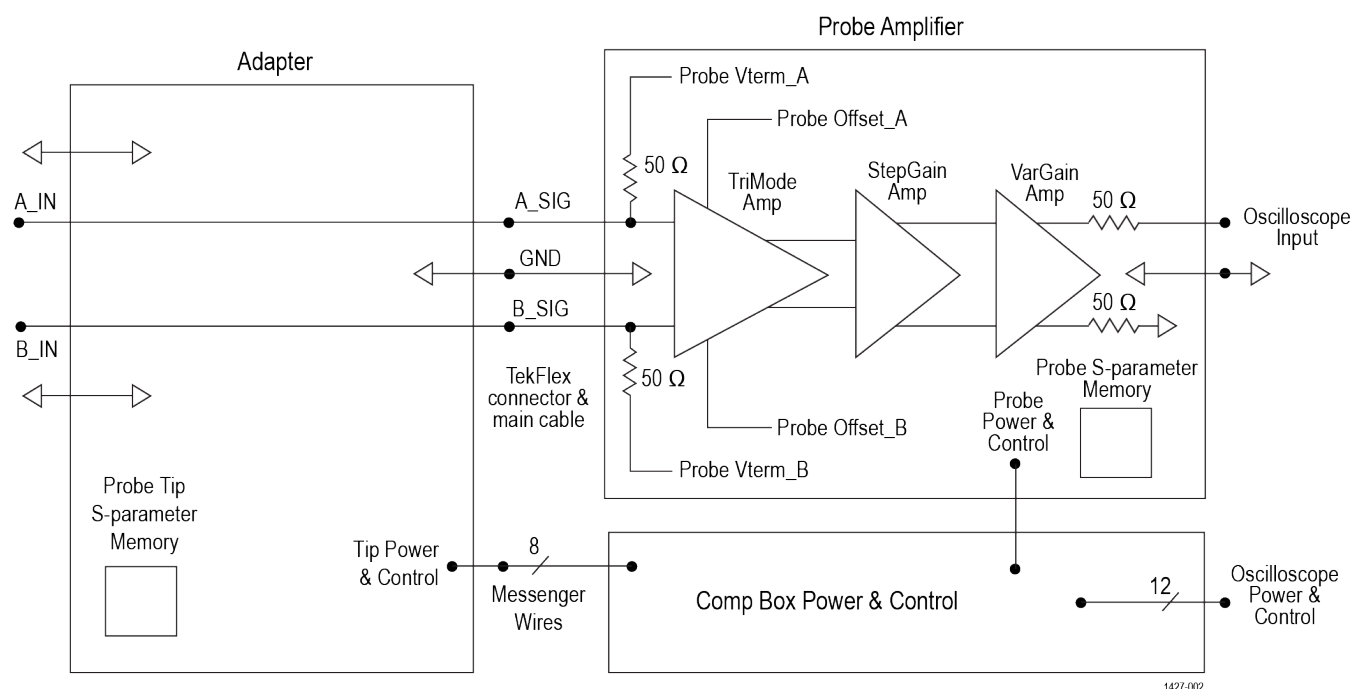 Probe Amplifier
Adapter
Probe Vterm_A
Probe Offset_A
50 Ω
TriMode
Amp
StepGain
Amp
VarGain
Amp
50 Ω
A_IN
A_SIG
Oscilloscope
Input
GND
B_SIG
50 Ω
B_IN
TekFlex
connector &
main cable
50 Ω
Probe S-parameter
Memory
Probe
Power &
Control
Probe Offset_B
Probe Vterm_B
Probe Tip
S-parameter
Memory
Tip Power
& Control
8
Messenger
Wires
Comp Box Power & Control
12
Oscilloscope
Power &
Control
1427-002